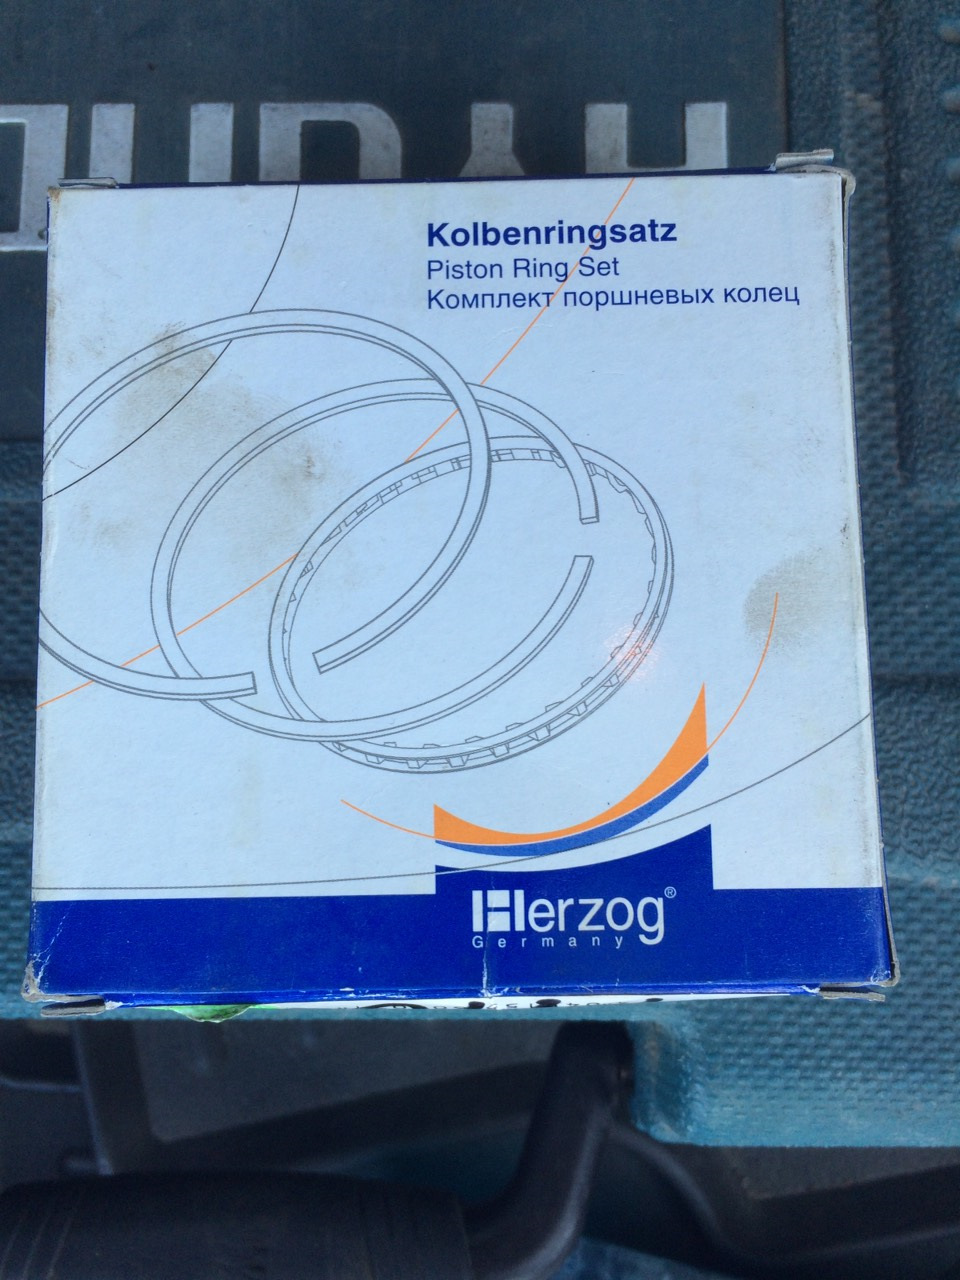 Kolbenringsatz
Piston Ring Set
Комплект поршневых колец
Herzog®
Germany